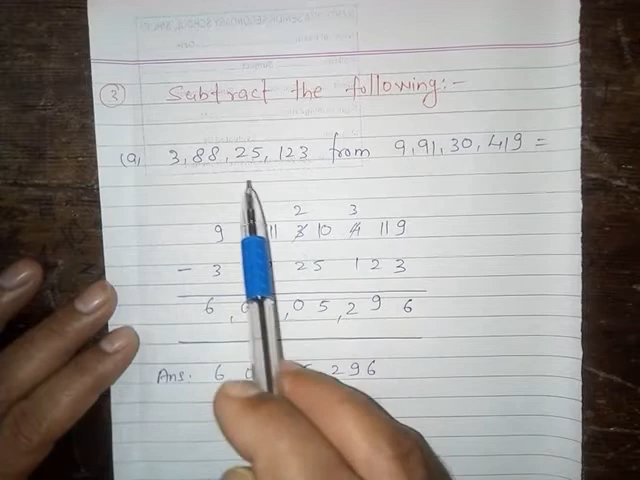 ③ Subtract the following:-
(a) 3,88,25,123 from 9,91,30,419 =
2 3
9 11 3 10 4 11 9
- 3 25 1 2 3
6, 0 , 0 5, 2 9 6
Ans. 6 0 296